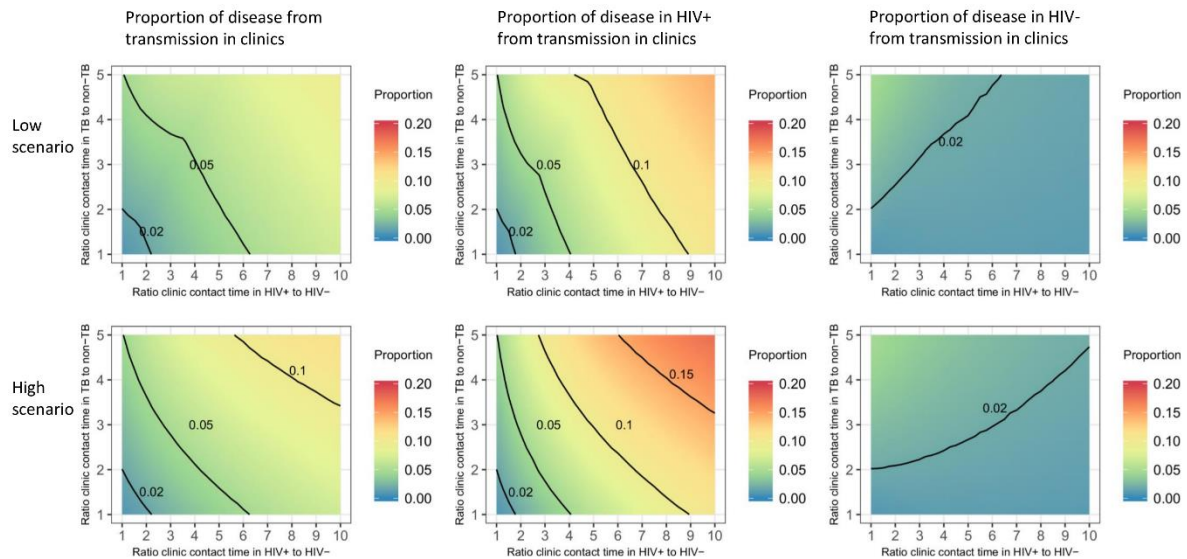 Proportion of disease from
transmission in clinics
Proportion of disease in HIV+
from transmission in clinics
Proportion of disease in HIV-
from transmission in clinics
Low
scenario
Ratio clinic contact time in TB to non−TB
5
4
3
2
1
0.02
0.05
1 2 3 4 5 6 7 8 9 10
Ratio clinic contact time in HIV+ to HIV−
Proportion
0.20
0.15
0.10
0.05
0.00
Ratio clinic contact time in TB to non−TB
5
4
3
2
1
0.02
0.05
0.1
1 2 3 4 5 6 7 8 9 10
Ratio clinic contact time in HIV+ to HIV−
Proportion
0.20
0.15
0.10
0.05
0.00
Ratio clinic contact time in TB to non−TB
5
4
3
2
1
0.02
1 2 3 4 5 6 7 8 9 10
Ratio clinic contact time in HIV+ to HIV−
Proportion
0.20
0.15
0.10
0.05
0.00
High
scenario
Ratio clinic contact time in TB to non−TB
5
4
3
2
1
0.02
0.05
0.1
1 2 3 4 5 6 7 8 9 10
Ratio clinic contact time in HIV+ to HIV−
Proportion
0.20
0.15
0.10
0.05
0.00
Ratio clinic contact time in TB to non−TB
5
4
3
2
1
0.02
0.05
0.1
0.15
1 2 3 4 5 6 7 8 9 10
Ratio clinic contact time in HIV+ to HIV−
Proportion
0.20
0.15
0.10
0.05
0.00
Ratio clinic contact time in TB to non−TB
5
4
3
2
1
0.02
1 2 3 4 5 6 7 8 9 10
Ratio clinic contact time in HIV+ to HIV−
Proportion
0.20
0.15
0.10
0.05
0.00